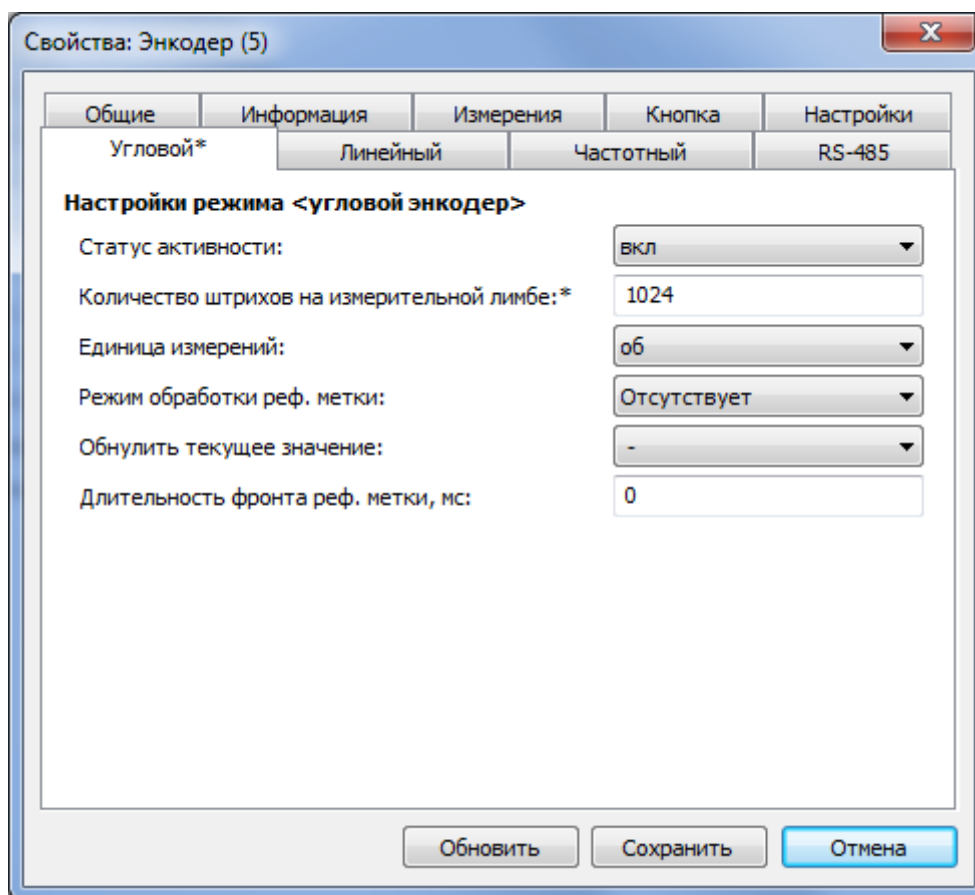 Свойства: Энкодер (5)
Общие Информация Измерения Кнопка Настройки
Угловой* Линейный Частотный RS-485
Настройки режима <угловой энкодер>
Статус активности: вкл
Количество штрихов на измерительной лимбе:* 1024
Единица измерений: об
Режим обработки реф. метки: Отсутствует
Обнулить текущее значение: -
Длительность фронта реф. метки, мс: 0
Обновить Сохранить Отмена